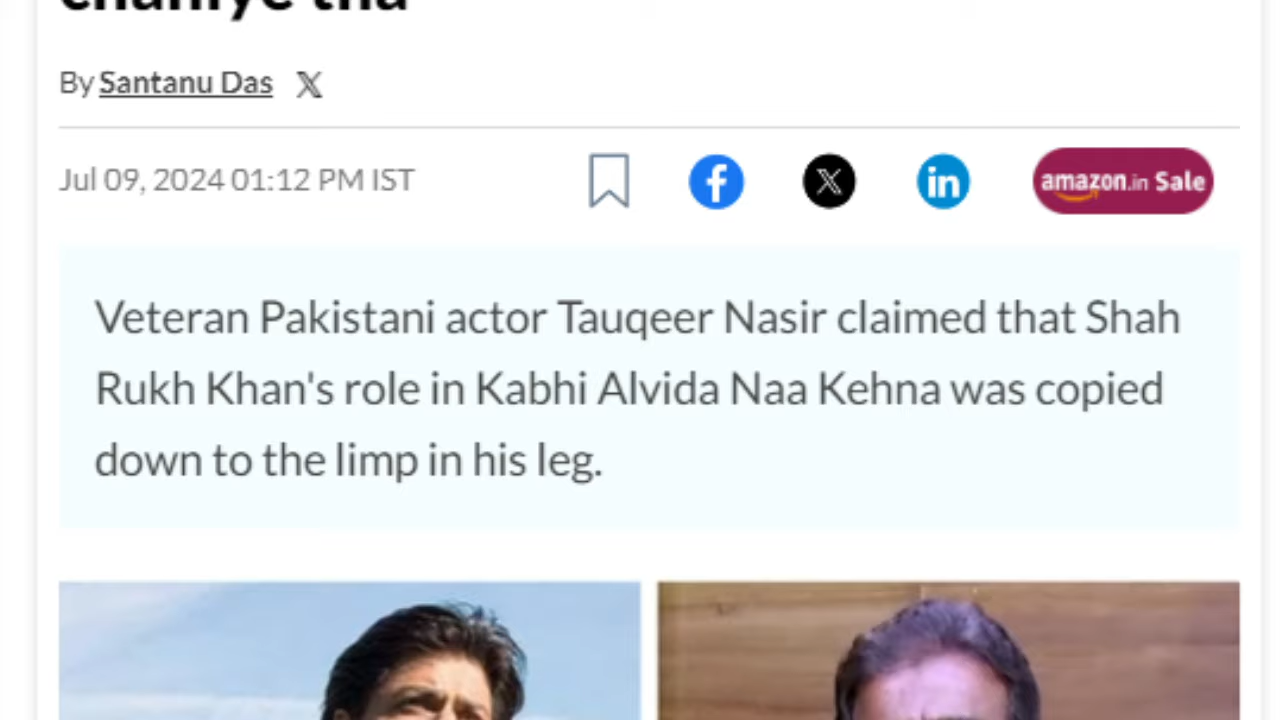 chahiye tha
By Santanu Das
Jul 09, 2024 01:12 PM IST
amazon.in Sale
Veteran Pakistani actor Tauqeer Nasir claimed that Shah
Rukh Khan's role in Kabhi Alvida Naa Kehna was copied
down to the limp in his leg.